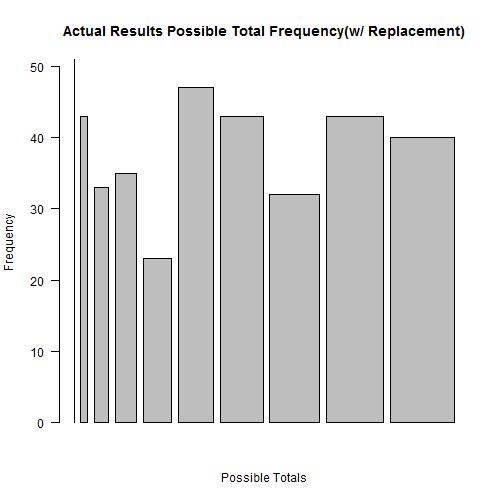 Actual Results Possible Total Frequency(w/ Replacement)
50
40
30
20
10
0
Frequency
Possible Totals